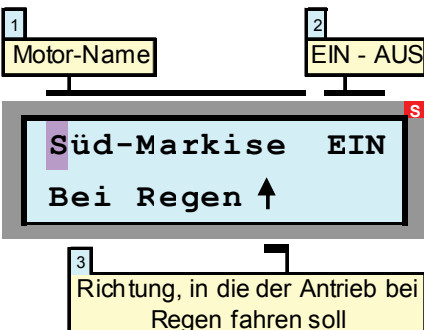 1
Motor-Name
2
EIN - AUS
S
Süd-Markise EIN
Bei Regen
3
Richtung, in die der Antrieb bei
Regen fahren soll